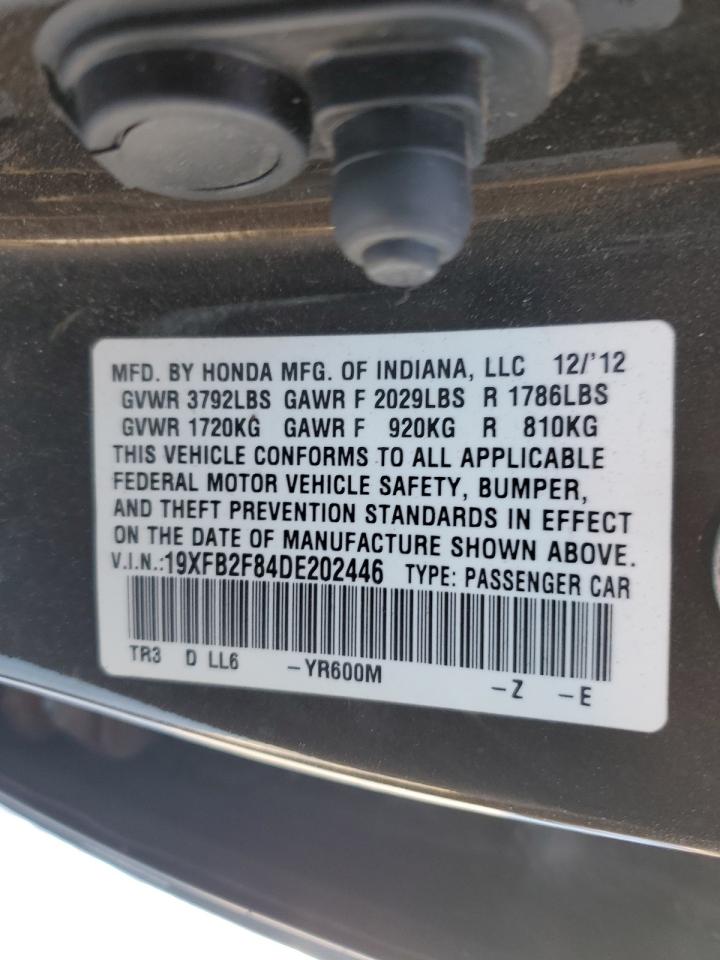 MFD. BY HONDA MFG. OF INDIANA, LLC 12/'12
GVWR 3792LBS GAWR F 2029LBS R 1786LBS
GVWR 1720KG GAWR F 920KG R 810KG
THIS VEHICLE CONFORMS TO ALL APPLICABLE
FEDERAL MOTOR VEHICLE SAFETY, BUMPER,
AND THEFT PREVENTION STANDARDS IN EFFECT
ON THE DATE OF MANUFACTURE SHOWN ABOVE.
V.I.N.:19XFB2F84DE202446 TYPE: PASSENGER CAR
TR3 D LL6 -YR600M -Z -E